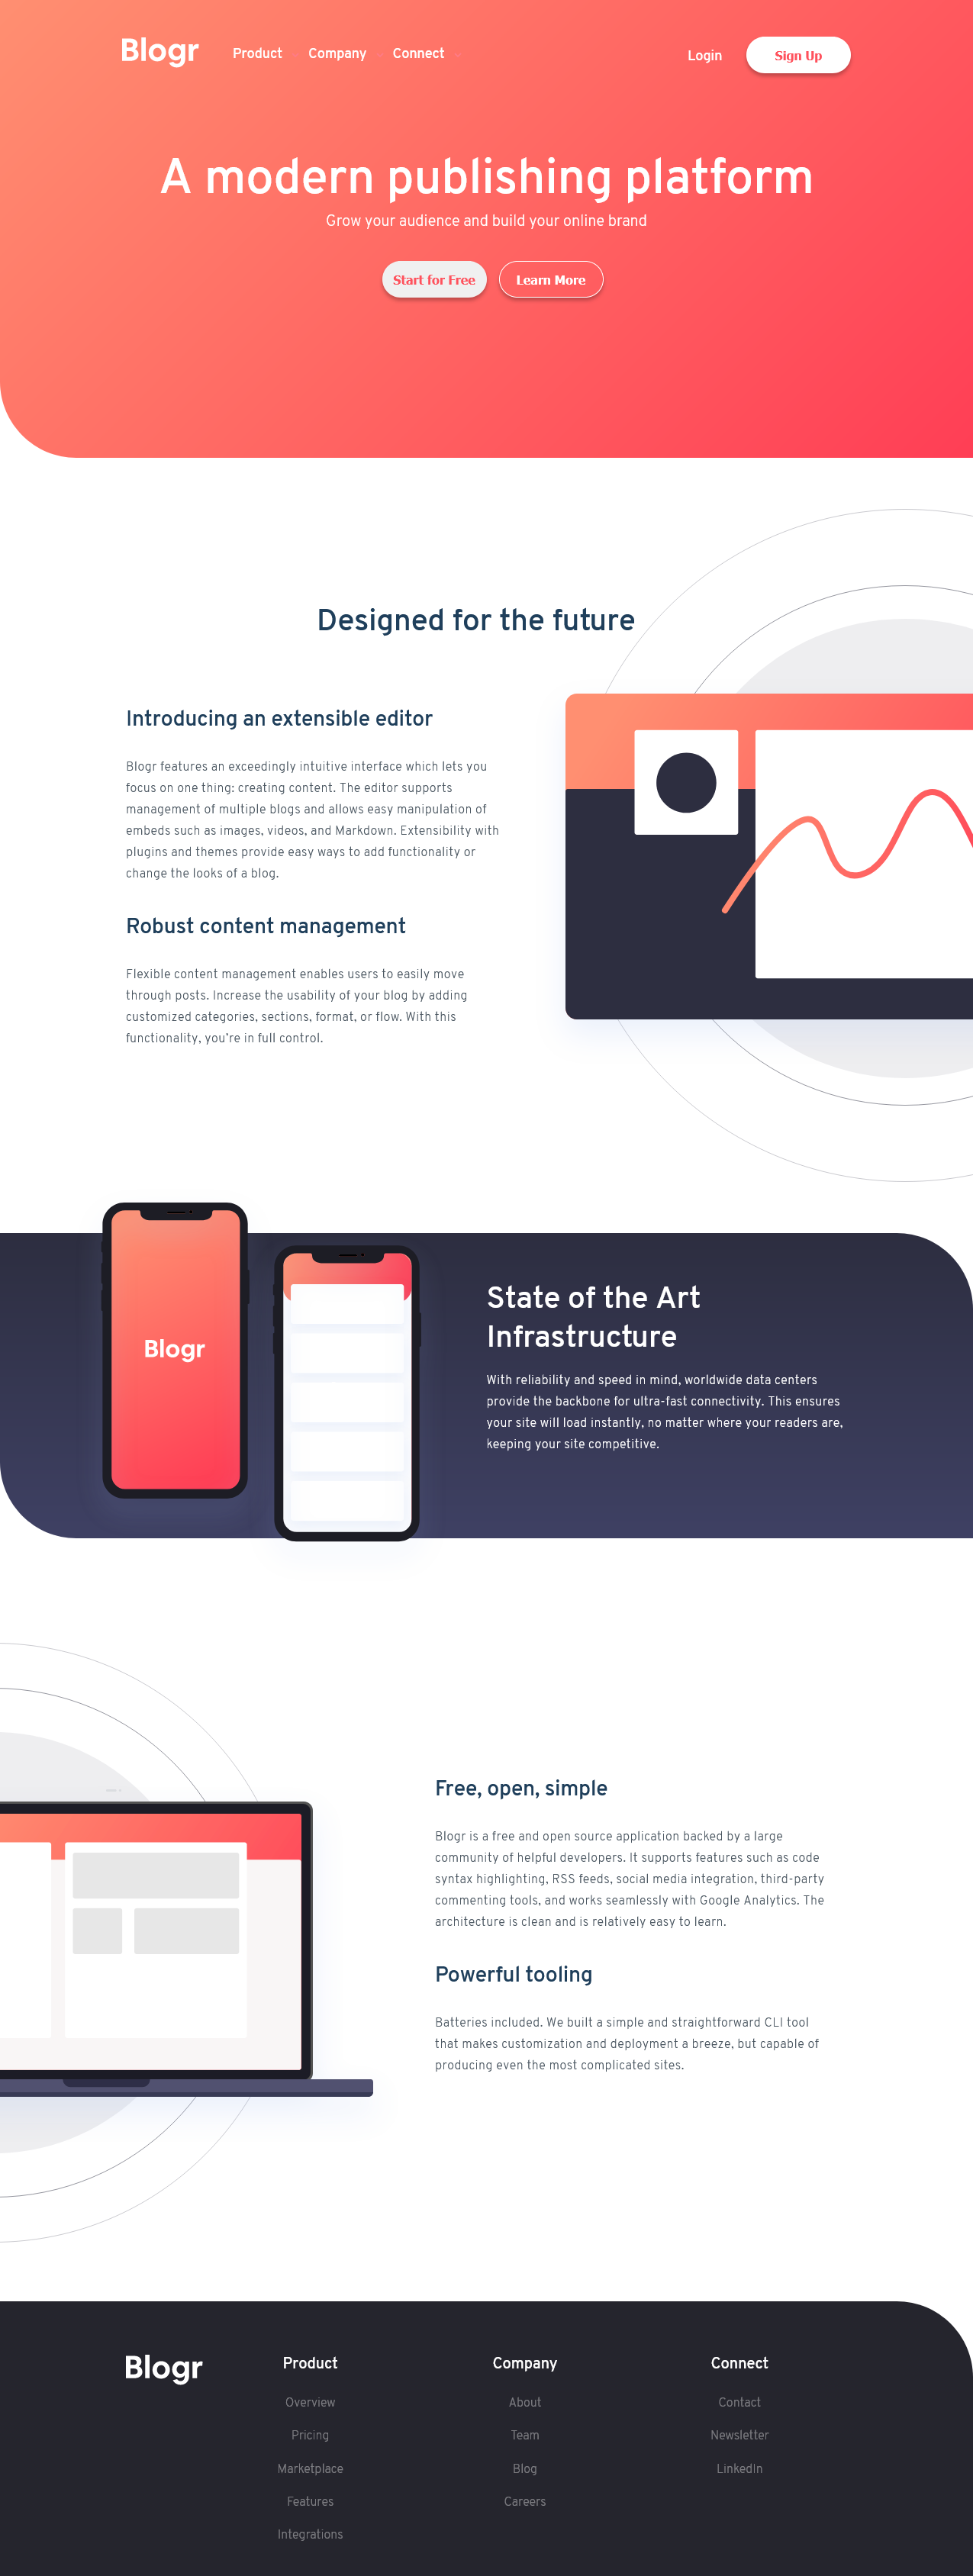 Blogr
Product Company Connect
Login
Sign Up
A modern publishing platform
Grow your audience and build your online brand
Start for Free
Learn More
Designed for the future
Introducing an extensible editor
Blogr features an exceedingly intuitive interface which lets you
focus on one thing: creating content. The editor supports
management of multiple blogs and allows easy manipulation of
embeds such as images, videos, and Markdown. Extensibility with
plugins and themes provide easy ways to add functionality or
change the looks of a blog.
Robust content management
Flexible content management enables users to easily move
through posts. Increase the usability of your blog by adding
customized categories, sections, format, or flow. With this
functionality, you're in full control.
Blogr
State of the Art
Infrastructure
With reliability and speed in mind, worldwide data centers
provide the backbone for ultra-fast connectivity. This ensures
your site will load instantly, no matter where your readers are,
keeping your site competitive.
Free, open, simple
Blogr is a free and open source application backed by a large
community of helpful developers. It supports features such as code
syntax highlighting, RSS feeds, social media integration, third-party
commenting tools, and works seamlessly with Google Analytics. The
architecture is clean and is relatively easy to learn.
Powerful tooling
Batteries included. We built a simple and straightforward CLI tool
that makes customization and deployment a breeze, but capable of
producing even the most complicated sites.
Blogr
Product
Overview
Pricing
Marketplace
Features
Integrations
Company
About
Team
Blog
Careers
Connect
Contact
Newsletter
LinkedIn